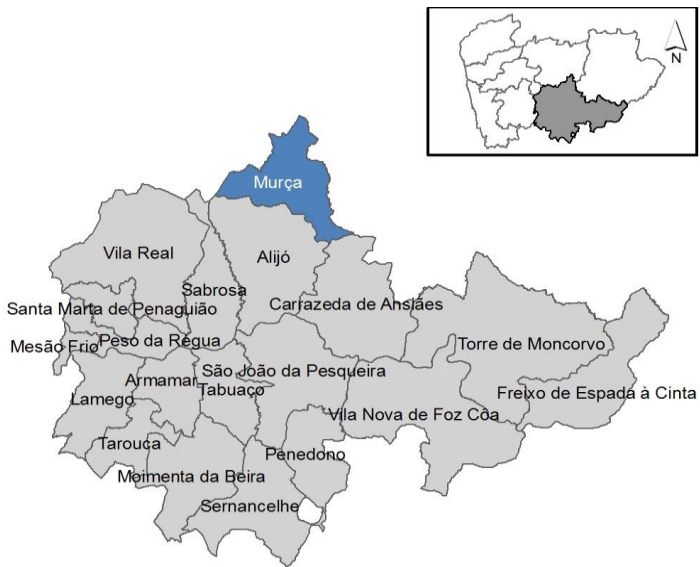 N
Murça
Vila Real
Alijó
Sabrosa
Santa Marta de Penaguião
Carrazeda de Ansiães
Mesão Frio
Peso da Régua
Torre de Moncorvo
São João da Pesqueira
Armamar
Tabuaço
Lamego
Freixo de Espada à Cinta
Vila Nova de Foz Côa
Tarouca
Penedono
Moimenta da Beira
Sernancelhe